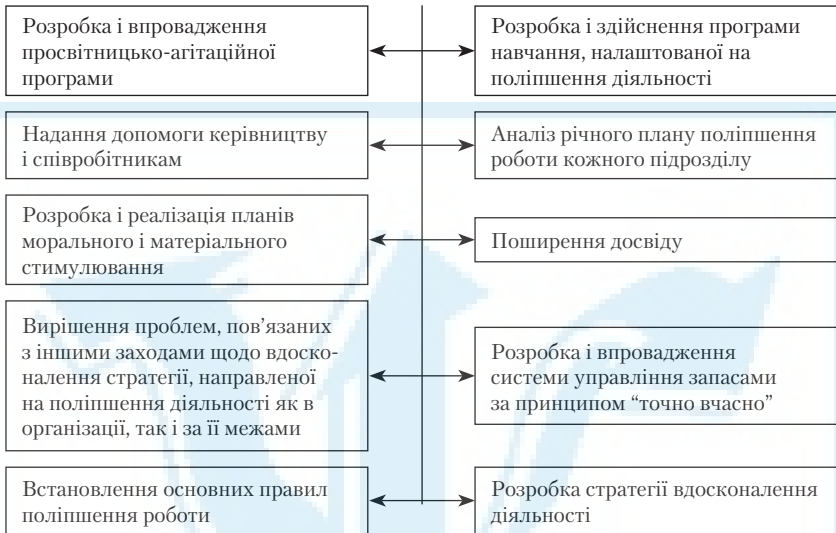 Розробка і впровадження
просвітницько-агітаційної
програми
Розробка і здійснення програми
навчання, налаштованої на
поліпшення діяльності
Надання допомоги керівництву
і співробітникам
Аналіз річного плану поліпшення
роботи кожного підрозділу
Розробка і реалізація планів
морального і матеріального
стимулювання
Поширення досвіду
Вирішення проблем, пов’язаних
з іншими заходами щодо вдоско-
налення стратегії, направленої
на поліпшення діяльності як в
організації, так і за її межами
Розробка і впровадження
системи управління запасами
за принципом “точно вчасно”
Встановлення основних правил
поліпшення роботи
Розробка стратегії вдосконалення
діяльності